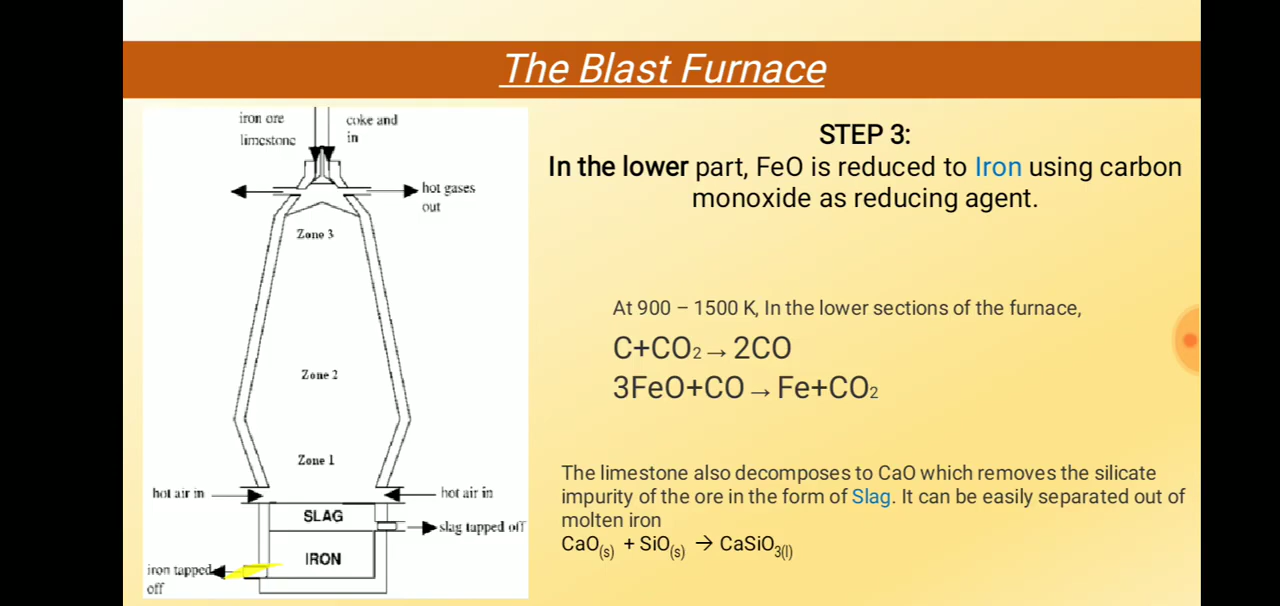 The Blast Furnace
iron ore
limestone
coke and
in
hot gases
out
Zone 3
Zone 2
Zone 1
hot air in
hot air in
SLAG
slag tapped off
IRON
iron tapped
off
STEP 3:
In the lower part, FeO is reduced to Iron using carbon
monoxide as reducing agent.
At 900 – 1500 K, In the lower sections of the furnace,
C+CO₂→2CO
3FeO+CO→Fe+CO₂
The limestone also decomposes to CaO which removes the silicate
impurity of the ore in the form of Slag. It can be easily separated out of
molten iron
CaO(s) + SiO(s) → CaSiO3(l)